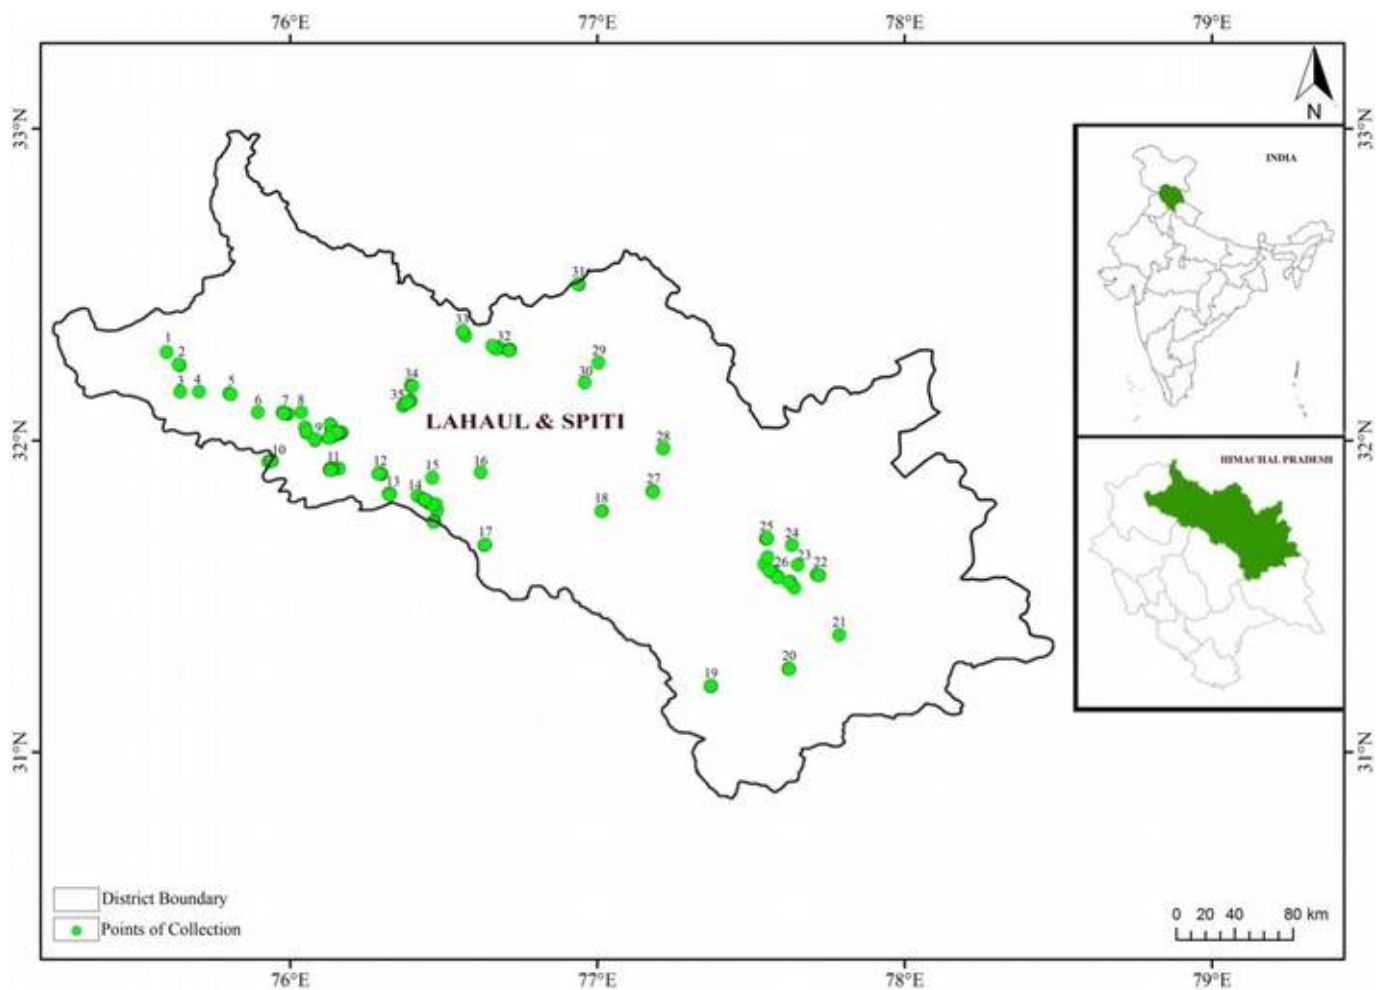 76°E 77°E 78°E 79°E
33°N 33°N
N
INDIA
31
33
32
1
29
2
30
34
3 4 5
35
6 7 8
LAHAUL & SPITI
9
32°N 32°N
28
10
11
12
15
16
HIMACHAL PRADESH
13
14
27
18
25 24
17
23
26 22
21
20
19
31°N 31°N
District Boundary
Points of Collection
0 20 40 80 km
76°E 77°E 78°E 79°E